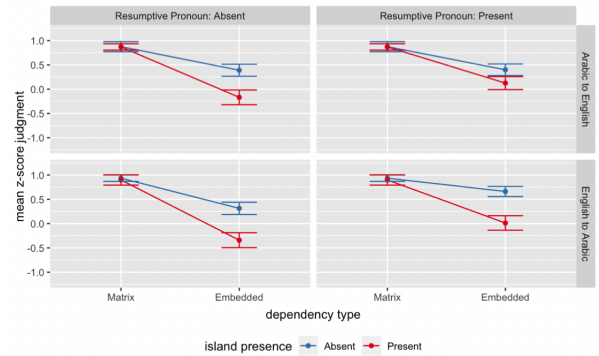 Resumptive Pronoun: Absent
Resumptive Pronoun: Present
1.0
0.5
0.0
-0.5
-1.0
Arabic to English
mean z-score judgment
1.0
0.5
0.0
-0.5
-1.0
English to Arabic
Matrix
Embedded
Matrix
Embedded
dependency type
island presence
Absent
Present